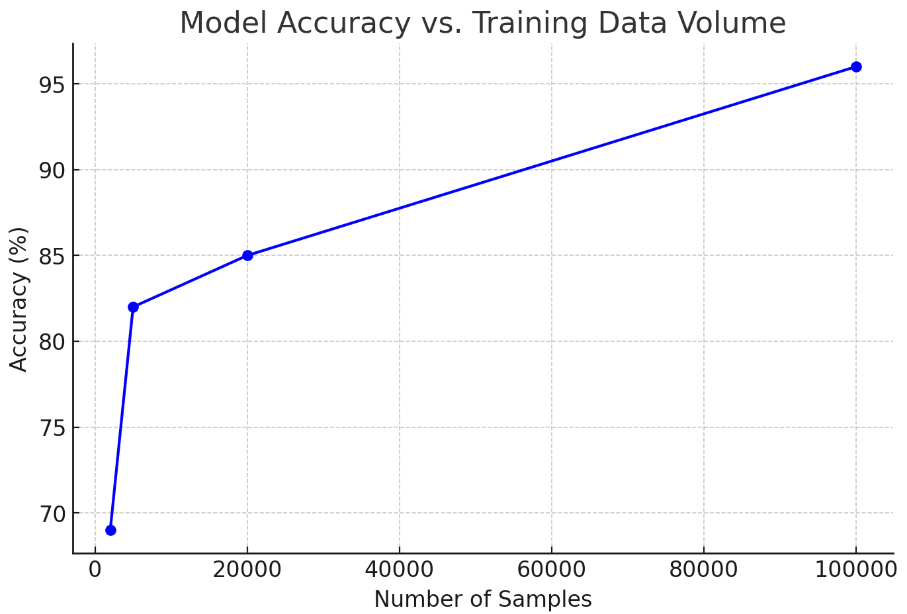 Model Accuracy vs. Training Data Volume
Accuracy (%)
95
90
85
80
75
70
0 20000 40000 60000 80000 100000
Number of Samples